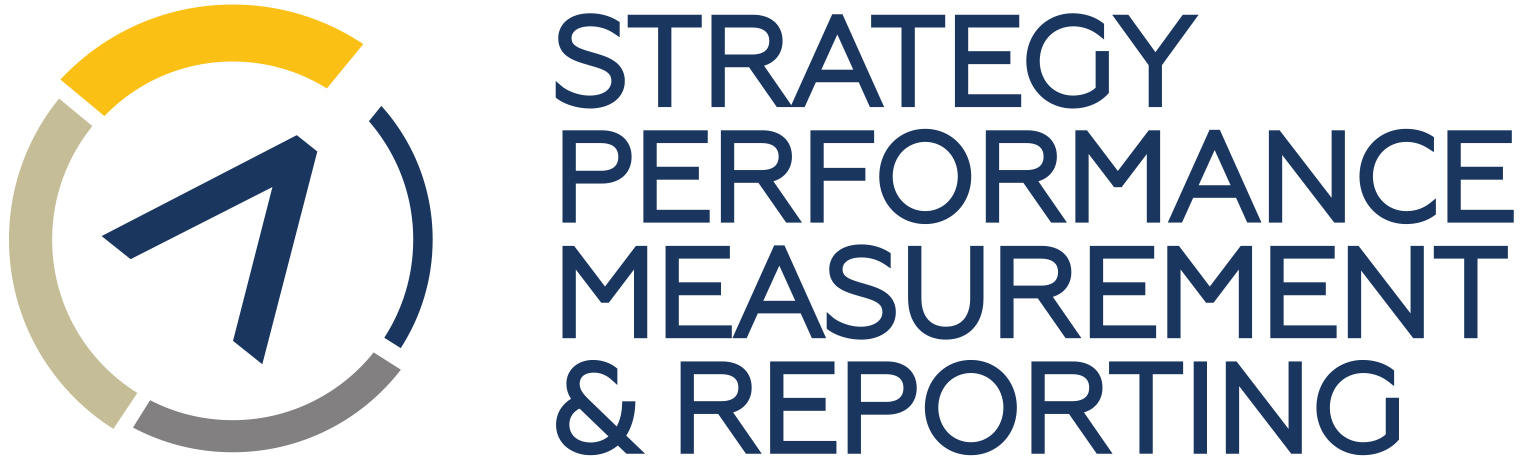 STRATEGY
PERFORMANCE
MEASUREMENT
& REPORTING